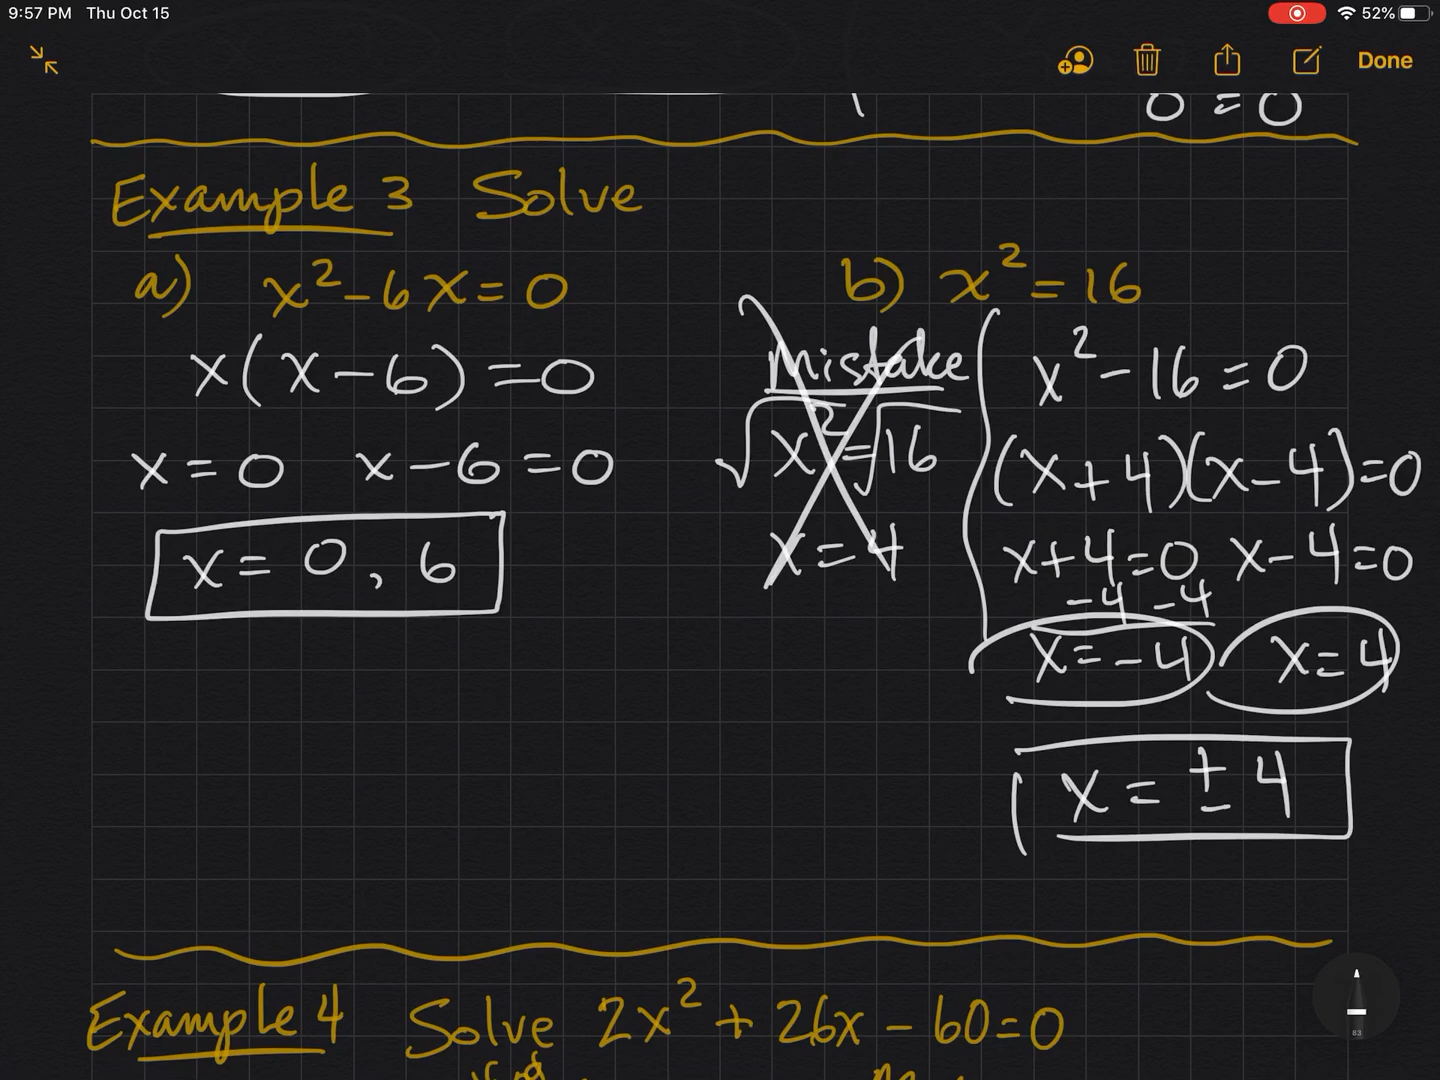 9:57 PM Thu Oct 15
52%
Done
0 = 0
Example 3 Solve
a) x² - 6x = 0
x(x - 6) = 0
x = 0 x - 6 = 0
x = 0, 6
b) x² = 16
Mistake
√x² = √16
x = 4
x² - 16 = 0
(x + 4)(x - 4) = 0
x + 4 = 0 x - 4 = 0
-4 -4
x = -4 x = 4
x = ± 4
Example 4 Solve 2x² + 26x - 60 = 0
83